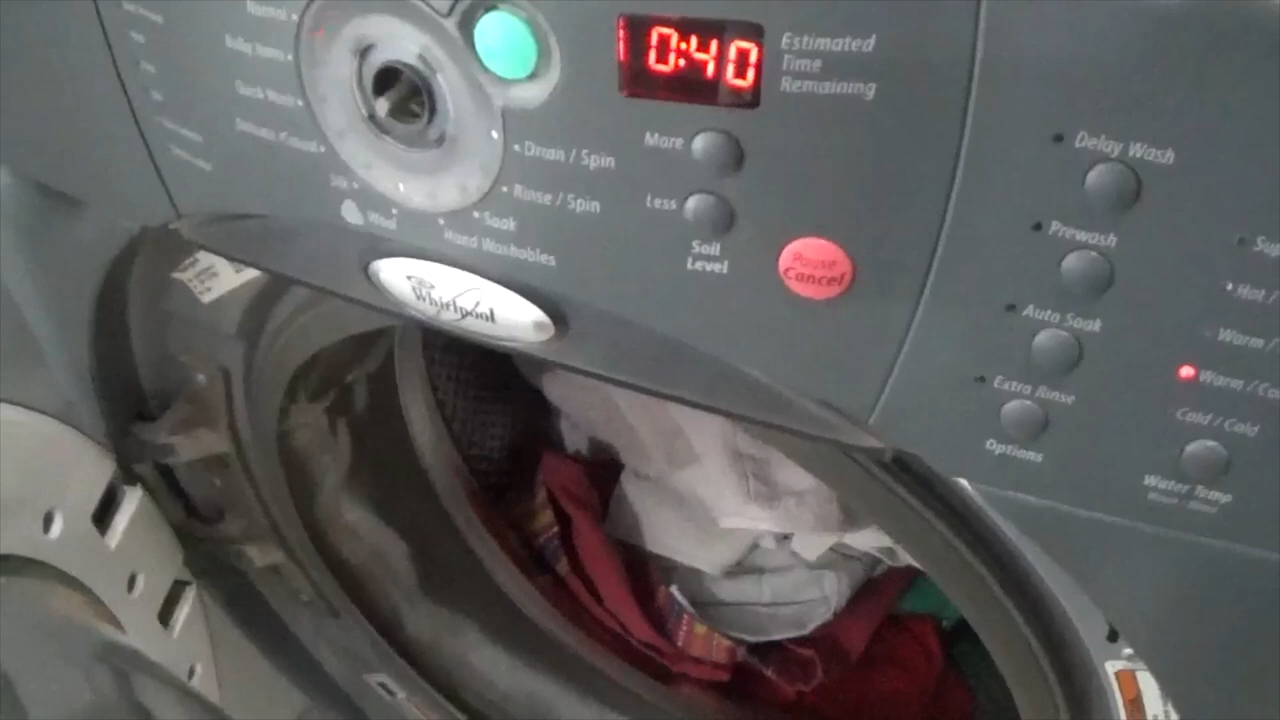 Normal
Bulky Items
Quick Wash
Silk
Wool
Hand Washables
Soak
Rinse / Spin
Drain / Spin
0:40
Estimated
Time
Remaining
More
Less
Soil
Level
Pause
Cancel
Whirlpool
Delay Wash
Prewash
Auto Soak
Extra Rinse
Options
Hot /
Warm /
Warm / Co
Cold / Cold
Water Temp